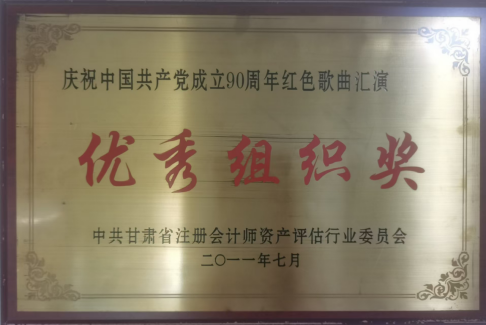 庆祝中国共产党成立90周年红色歌曲汇演
优秀组织奖
中共甘肃省注册会计师资产评估行业委员会
二〇一一年七月